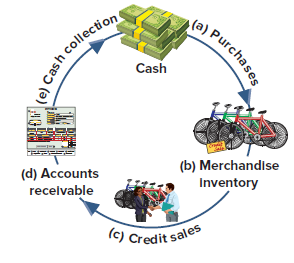 (a) Purchases
Cash
(b) Merchandise
Inventory
(c) Credit sales
(d) Accounts
receivable
(e) Cash collection